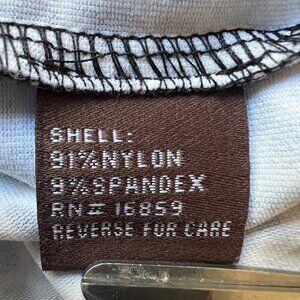 SHELL:
91%NYLON
9%SPANDEX
RN# 16859
REVERSE FOR CARE